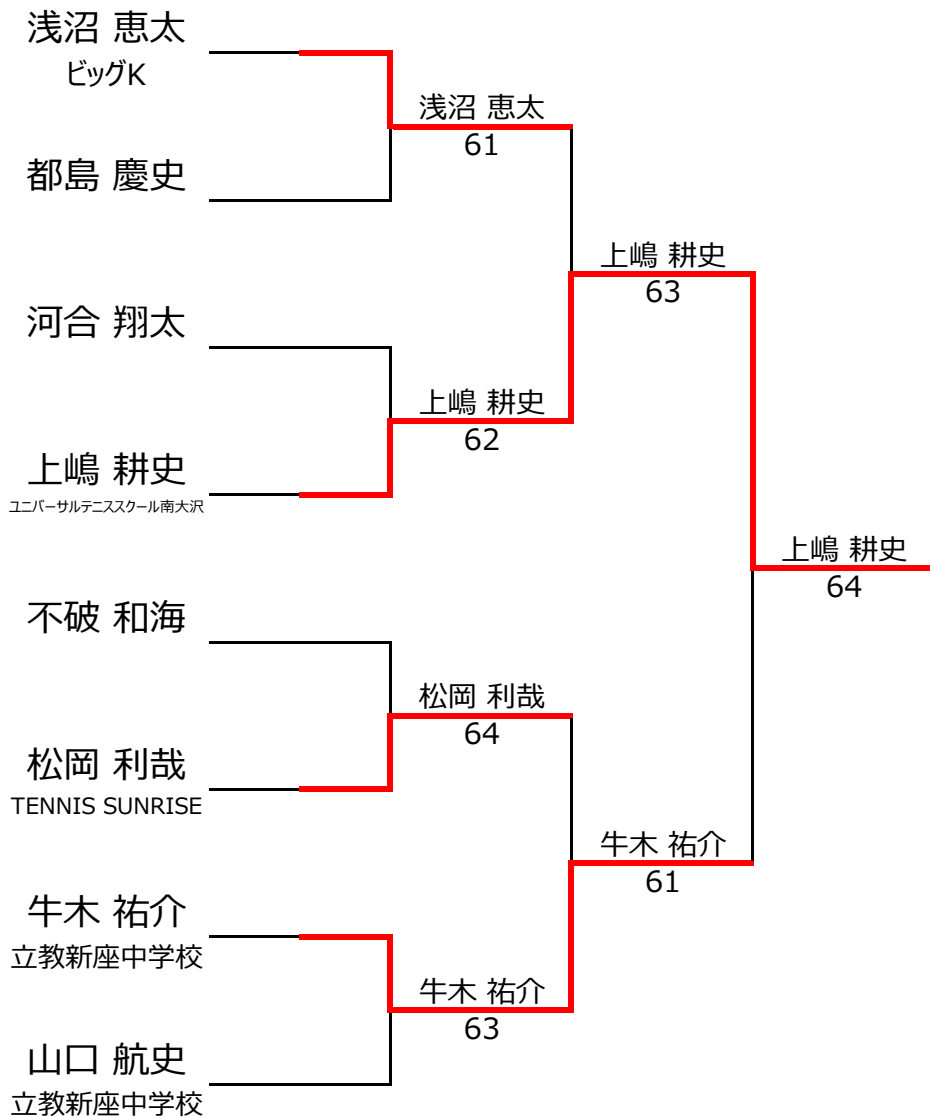 浅沼 恵太
ビッグK
浅沼 恵太
61
都島 慶史
上嶋 耕史
63
河合 翔太
上嶋 耕史
62
上嶋 耕史
ユニバーサルテニススクール南大沢
上嶋 耕史
64
不破 和海
松岡 利哉
64
松岡 利哉
TENNIS SUNRISE
牛木 祐介
61
牛木 祐介
立教新座中学校
牛木 祐介
63
山口 航史
立教新座中学校